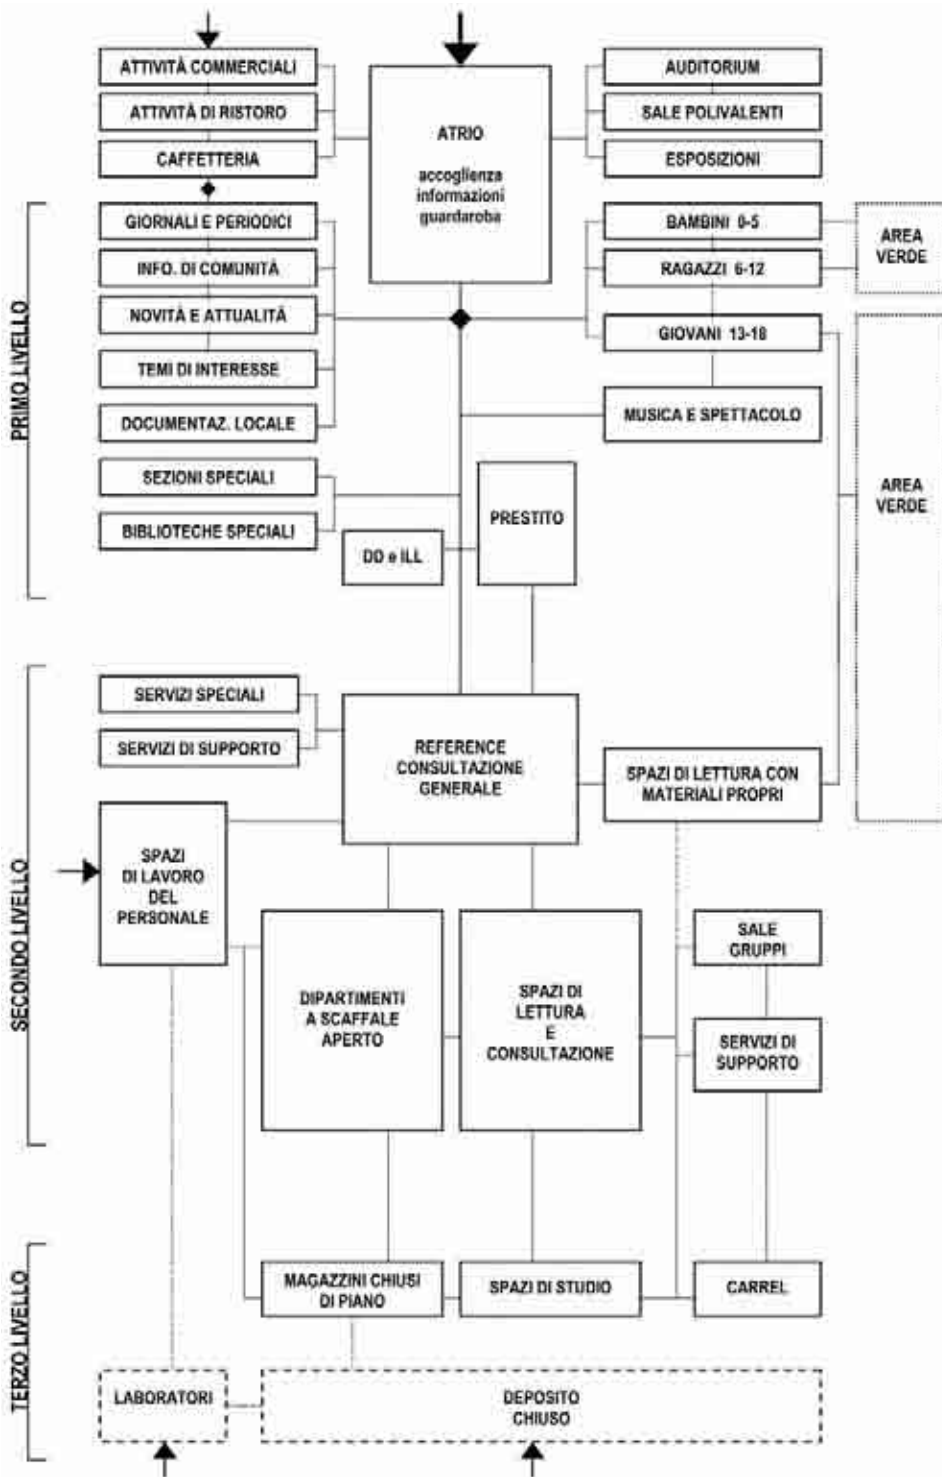 ATTIVITÀ COMMERCIALI
ATTIVITÀ DI RISTORO
CAFFETTERIA
ATRIO
accoglienza
informazioni
guardaroba
AUDITORIUM
SALE POLIVALENTI
ESPOSIZIONI
PRIMO LIVELLO
GIORNALI E PERIODICI
INFO. DI COMUNITÀ
NOVITÀ E ATTUALITÀ
TEMI DI INTERESSE
DOCUMENTAZ. LOCALE
SEZIONI SPECIALI
BIBLIOTECHE SPECIALI
BAMBINI 0-5
RAGAZZI 6-12
GIOVANI 13-18
MUSICA E SPETTACOLO
AREA
VERDE
AREA
VERDE
PRESTITO
DD e ILL
SECONDO LIVELLO
SERVIZI SPECIALI
SERVIZI DI SUPPORTO
REFERENCE
CONSULTAZIONE
GENERALE
SPAZI DI LETTURA CON
MATERIALI PROPRI
SPAZI
DI LAVORO
DEL
PERSONALE
DIPARTIMENTI
A SCAFFALE
APERTO
SPAZI DI
LETTURA
E
CONSULTAZIONE
SALE
GRUPPI
SERVIZI DI
SUPPORTO
TERZO LIVELLO
MAGAZZINI CHIUSI
DI PIANO
SPAZI DI STUDIO
CARREL
LABORATORI
DEPOSITO
CHIUSO